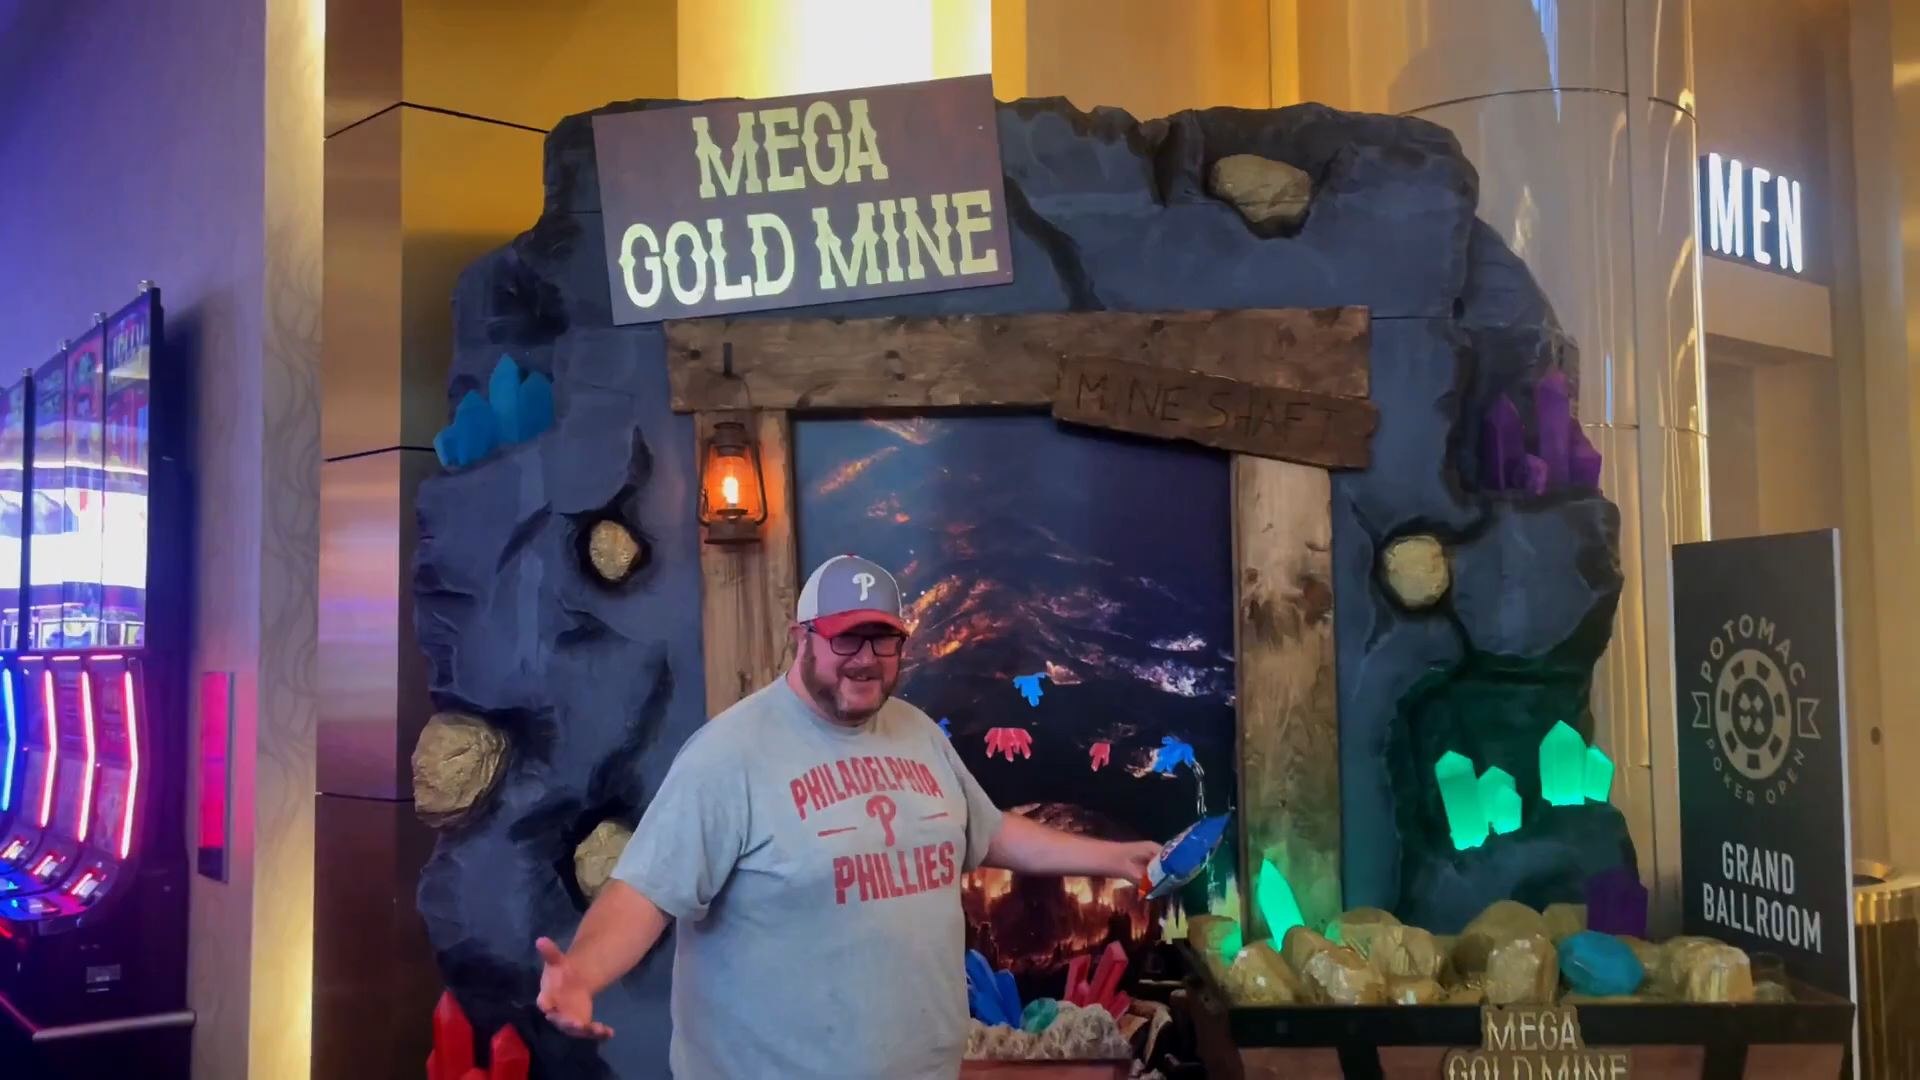 MEGA
GOLD MINE
MEN
MINE SHAFT
P
PHILADELPHIA
P
PHILLIES
POTOMAC
POKER OPEN
GRAND
BALLROOM
MEGA
GOLD MINE